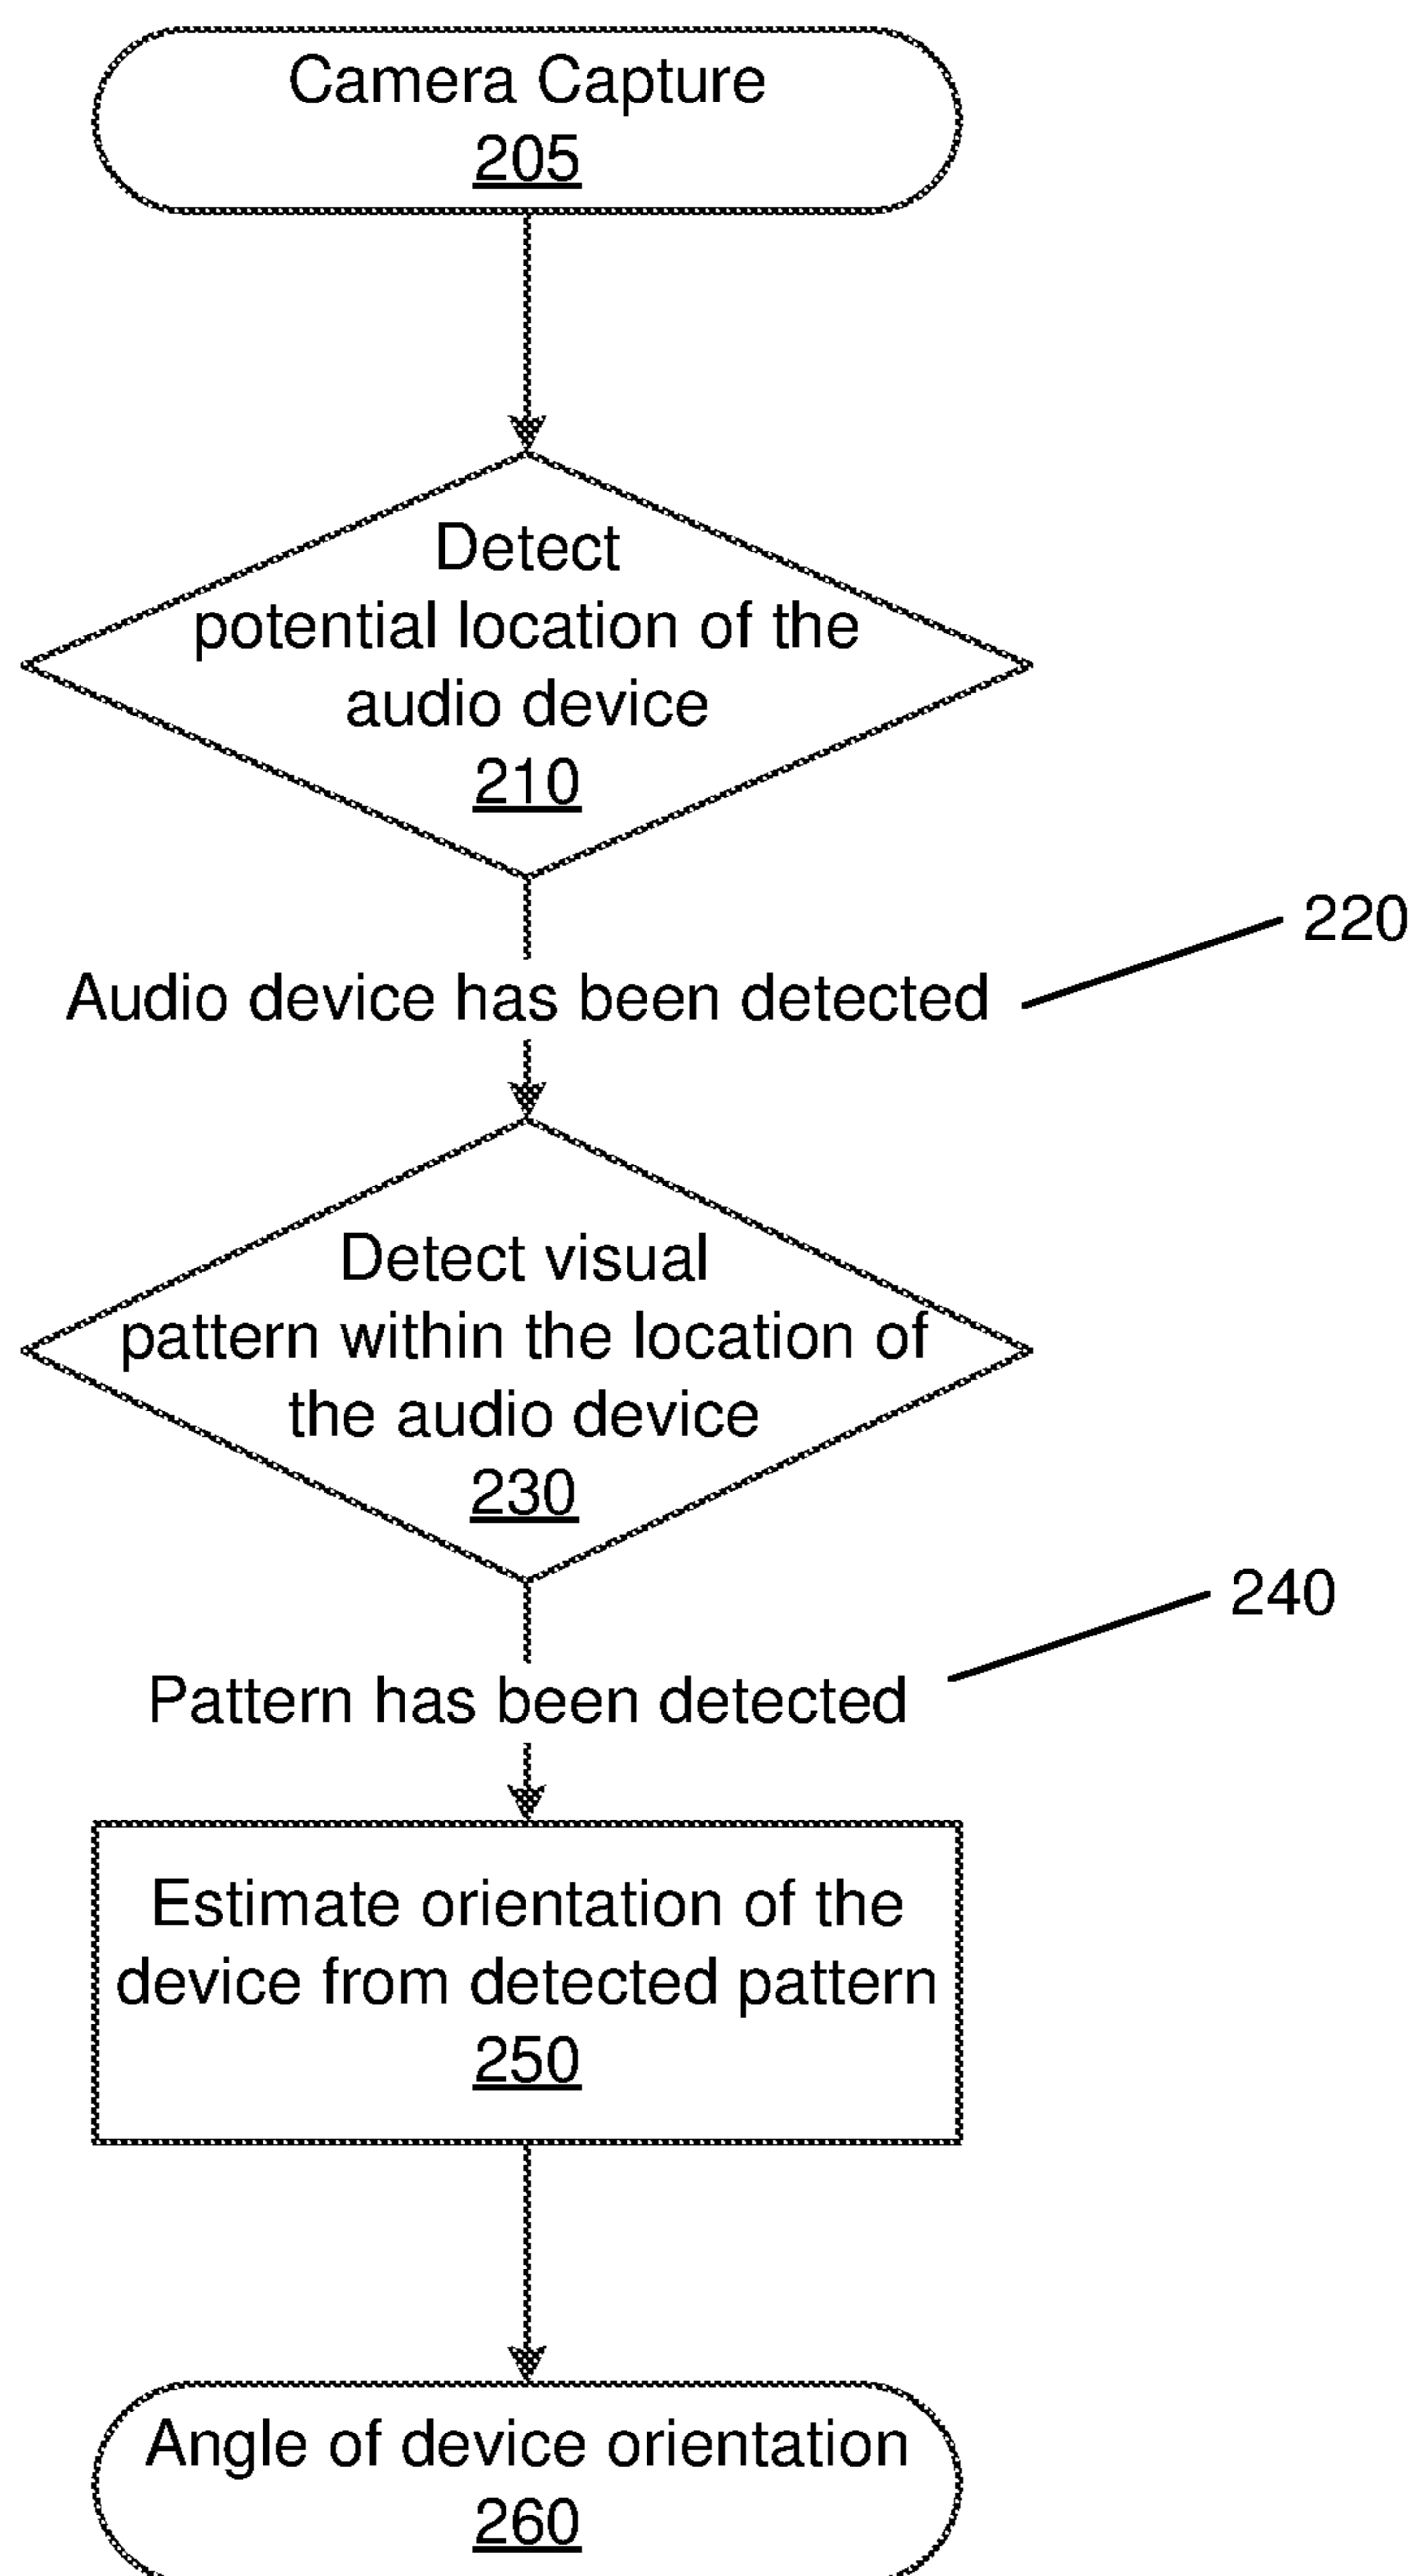 Camera Capture
205
Detect
potential location of the
audio device
210
220
Audio device has been detected
Detect visual
pattern within the location of
the audio device
230
240
Pattern has been detected
Estimate orientation of the
device from detected pattern
250
Angle of device orientation
260